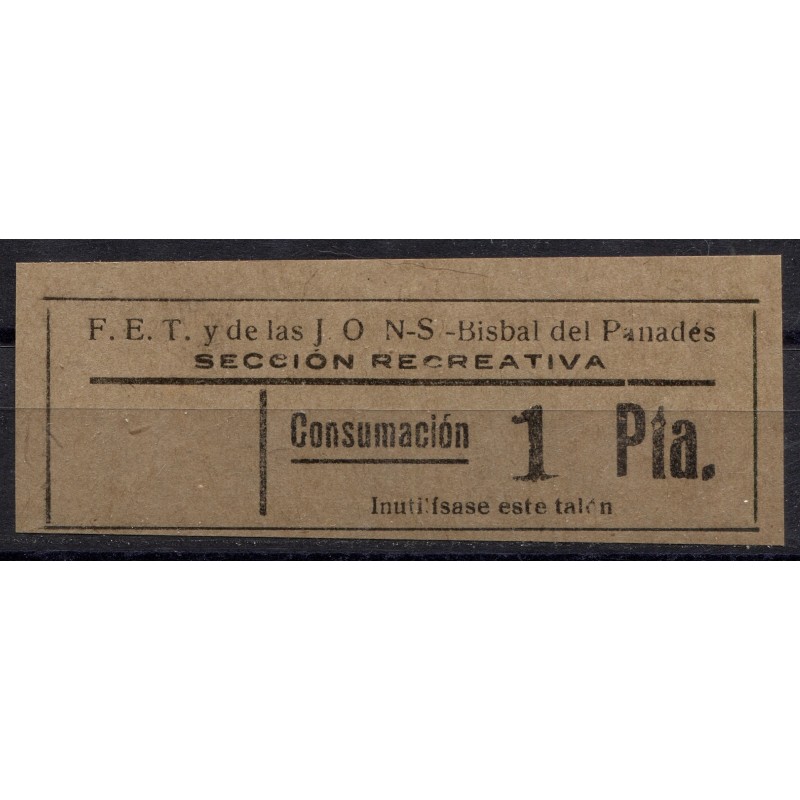 F. E. T. y de las J O N-S -Bisbal del Panadés
SECCIÓN RECREATIVA
Consumación 1 Pta.
Inutilísase este talón